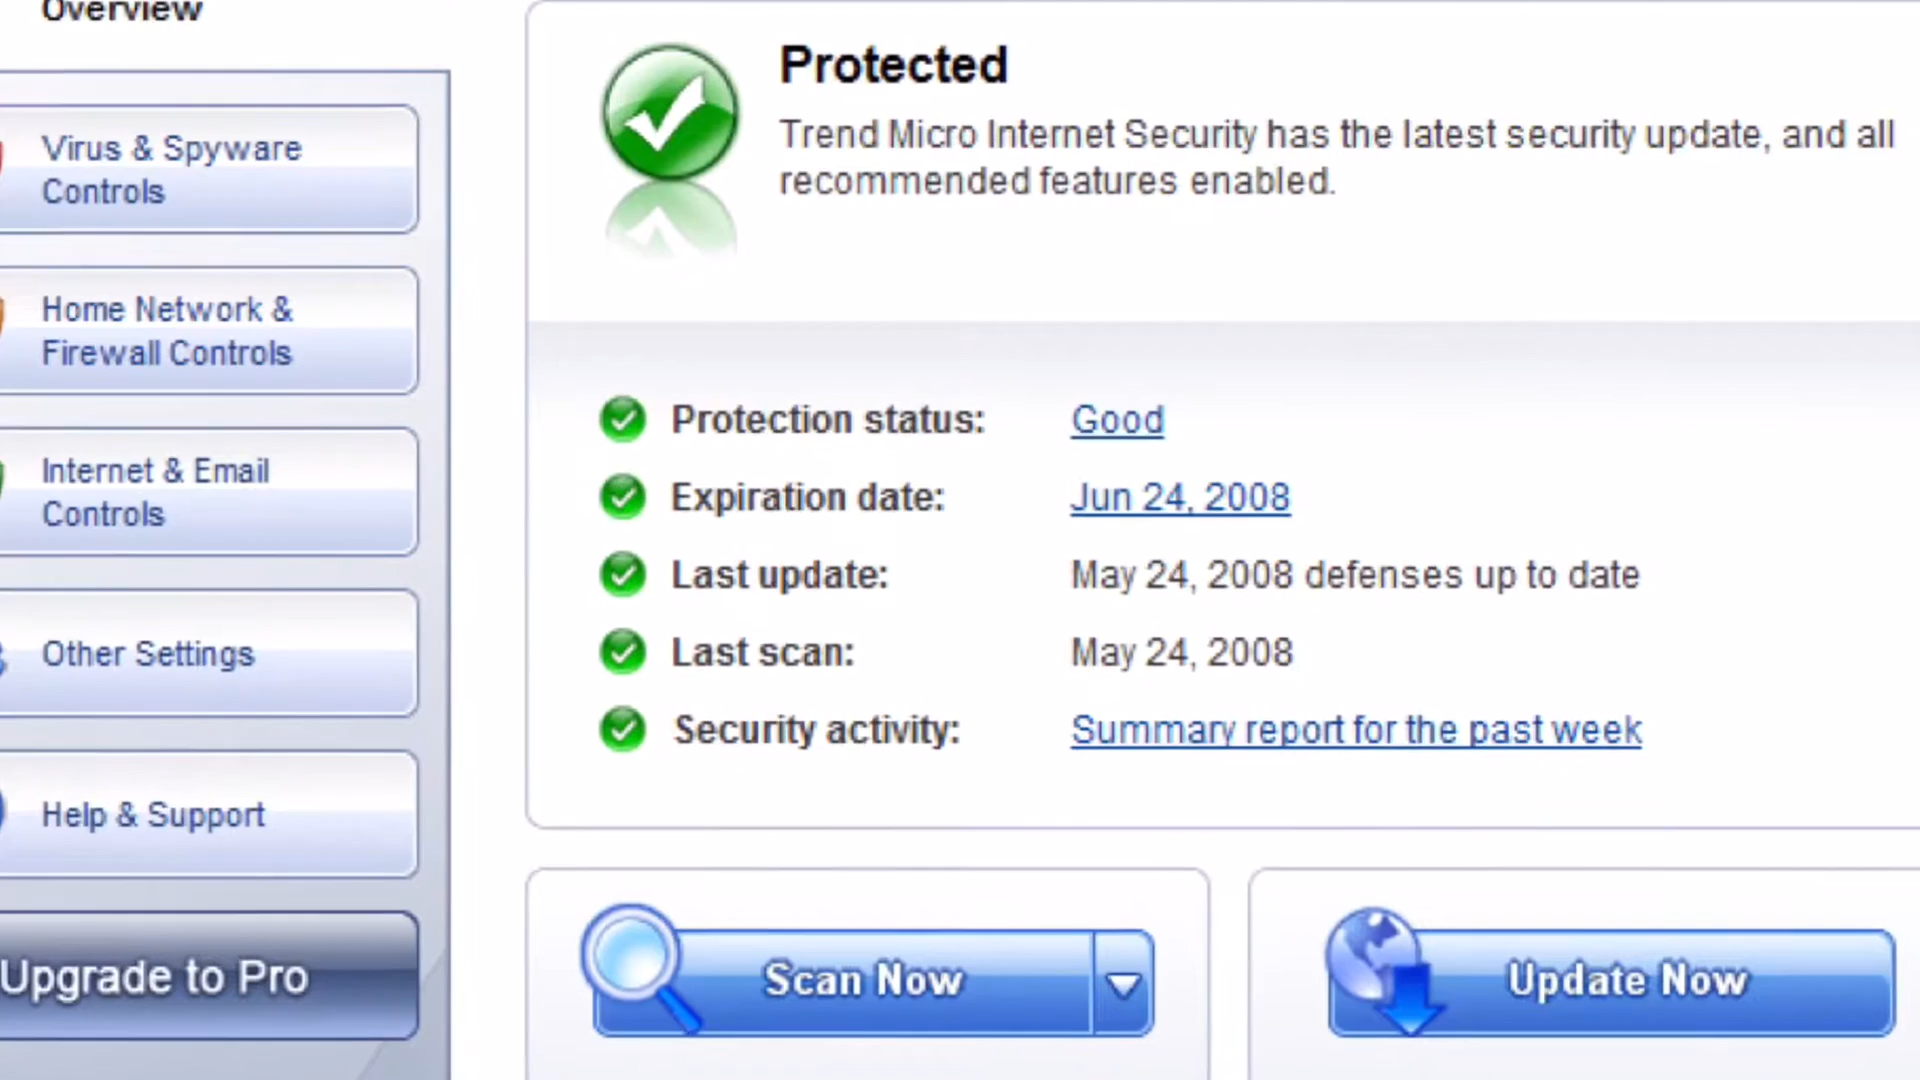 Overview
Virus & Spyware
Controls
Home Network &
Firewall Controls
Internet & Email
Controls
Other Settings
Help & Support
Upgrade to Pro
Protected
Trend Micro Internet Security has the latest security update, and all
recommended features enabled.
Protection status: Good
Expiration date: Jun 24, 2008
Last update: May 24, 2008 defenses up to date
Last scan: May 24, 2008
Security activity: Summary report for the past week
Scan Now
Update Now